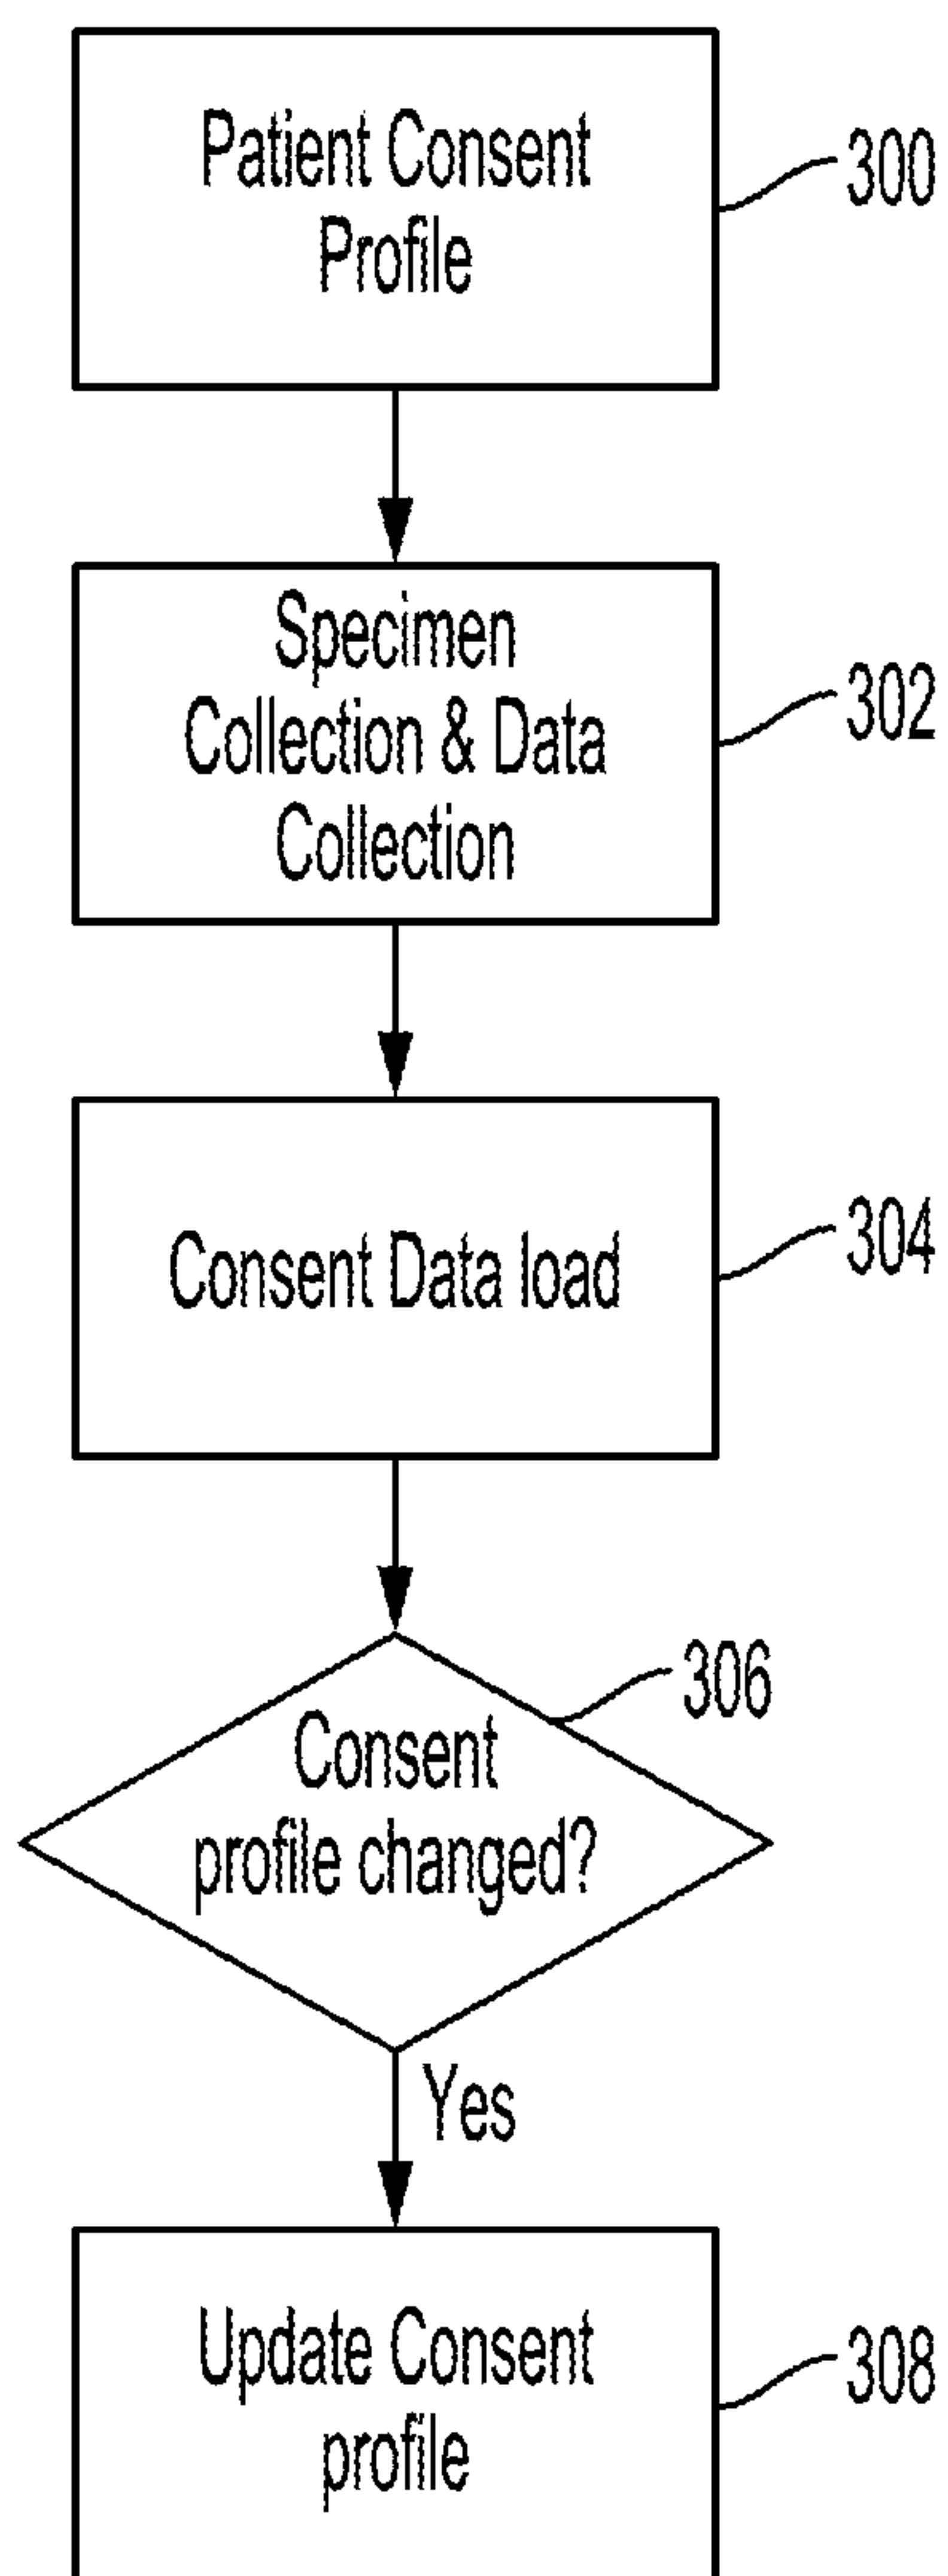 Patient Consent
Profile
300
Specimen
Collection & Data
Collection
302
Consent Data load
304
306
Consent
profile changed?
Yes
Update Consent
profile
308